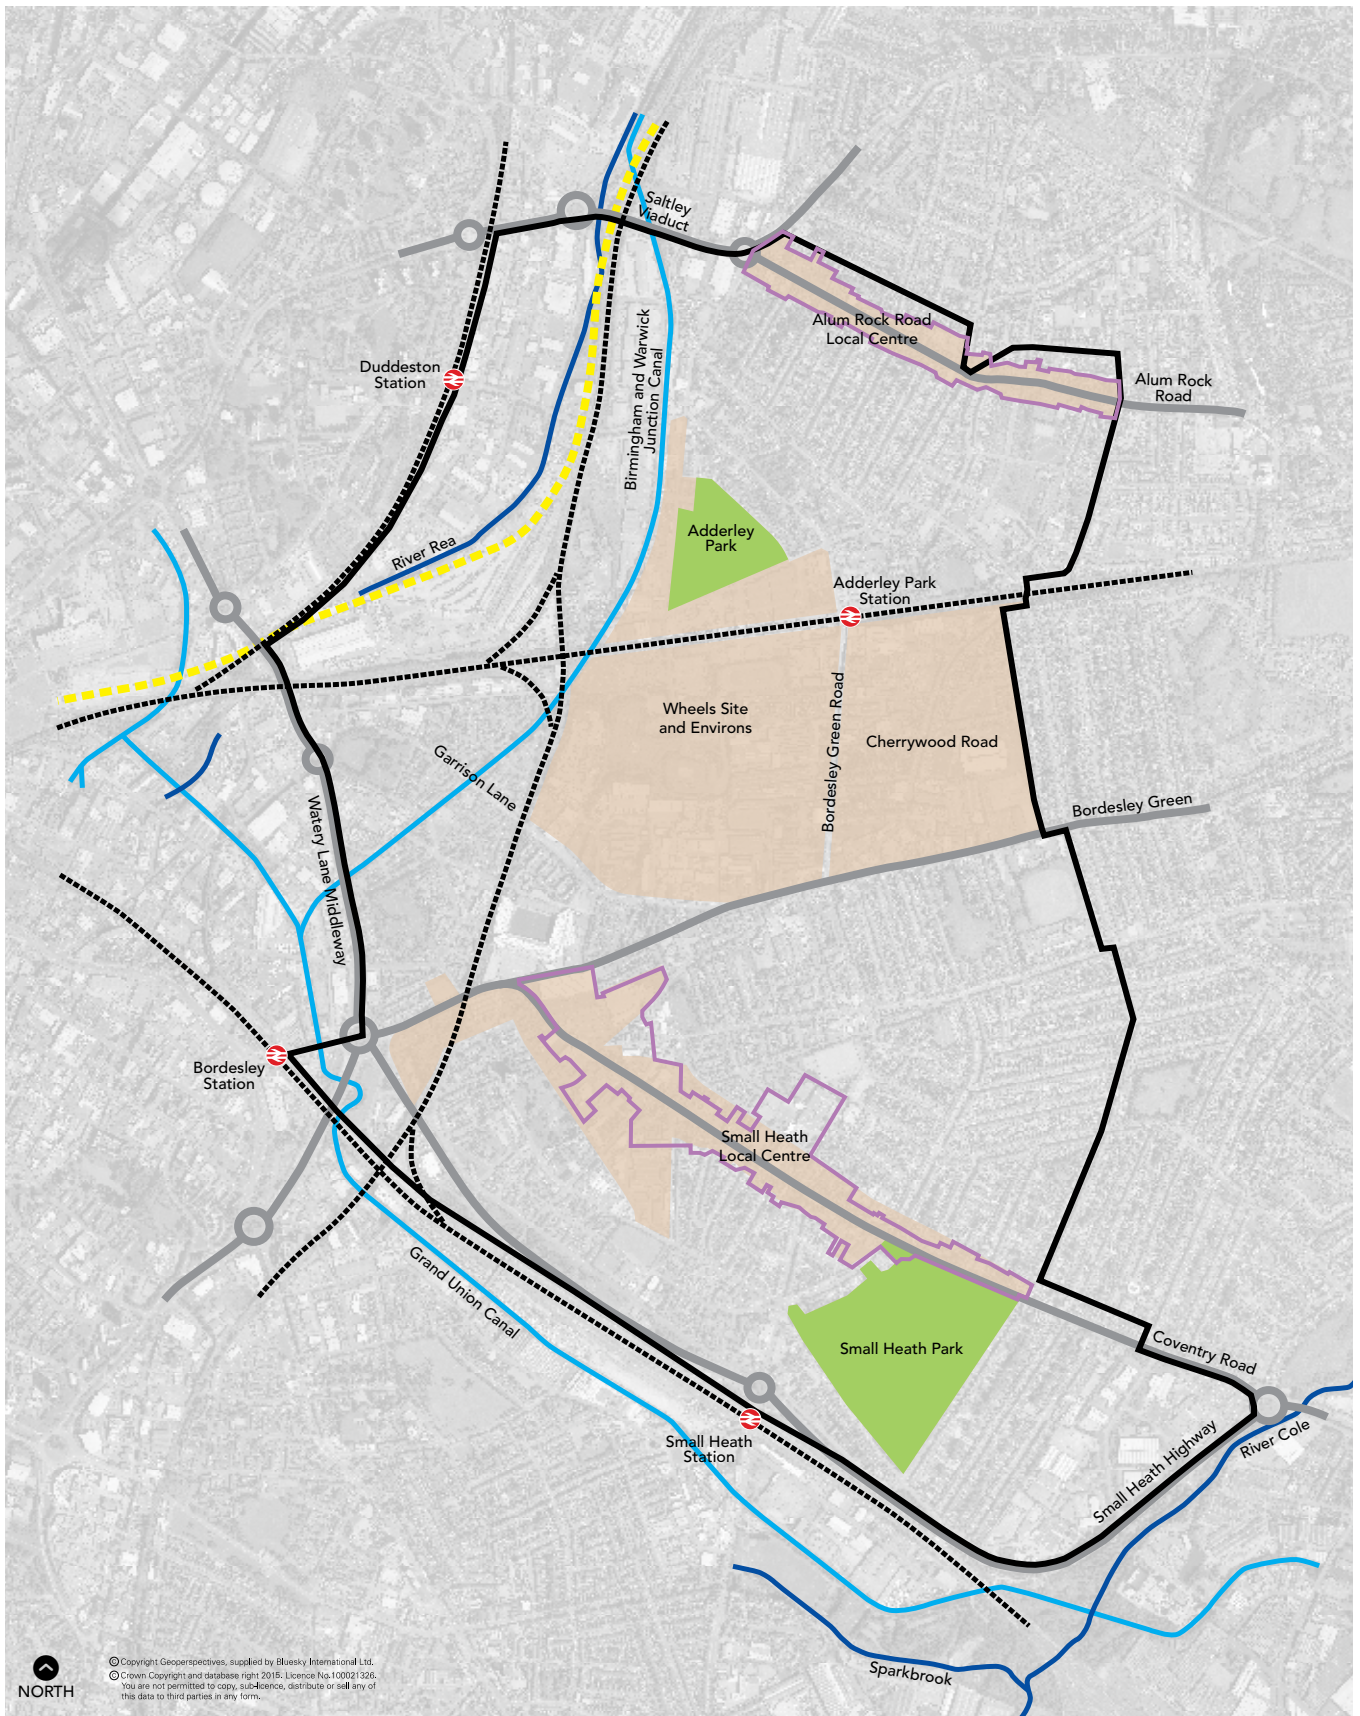 Saltley
Viaduct
Alum Rock Road
Local Centre
Duddeston
Station
Alum Rock
Road
Birmingham and Warwick
Junction Canal
Adderley
Park
River Rea
Adderley Park
Station
Wheels Site
and Environs
Bordesley Green Road
Cherrywood Road
Garrison Lane
Bordesley Green
Watery Lane Middleway
Bordesley
Station
Small Heath
Local Centre
Grand Union Canal
Small Heath Park
Coventry Road
Small Heath
Station
Small Heath Highway
River Cole
Sparkbrook
NORTH
© Copyright Geoperspectives, supplied by Bluesky International Ltd.
© Crown Copyright and database right 2015. Licence No.100021326.
You are not permitted to copy, sub-licence, distribute or sell any of
this data to third parties in any form.